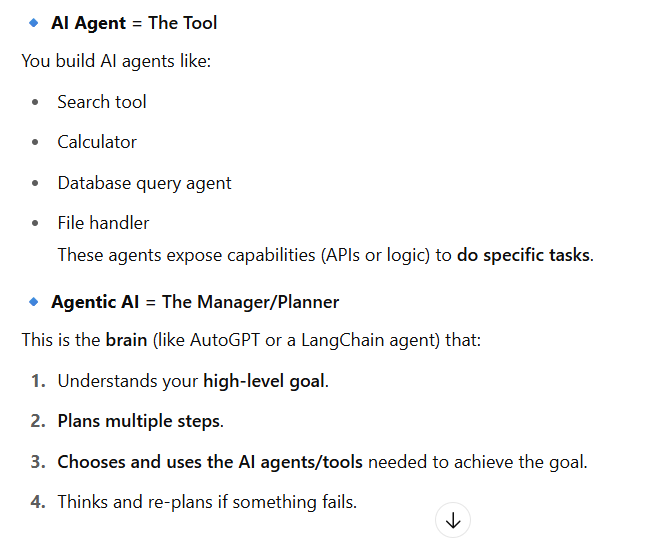 AI Agent = The Tool
You build AI agents like:
Search tool
Calculator
Database query agent
File handler
These agents expose capabilities (APIs or logic) to do specific tasks.
Agentic AI = The Manager/Planner
This is the brain (like AutoGPT or a LangChain agent) that:
1. Understands your high-level goal.
2. Plans multiple steps.
3. Chooses and uses the AI agents/tools needed to achieve the goal.
4. Thinks and re-plans if something fails.